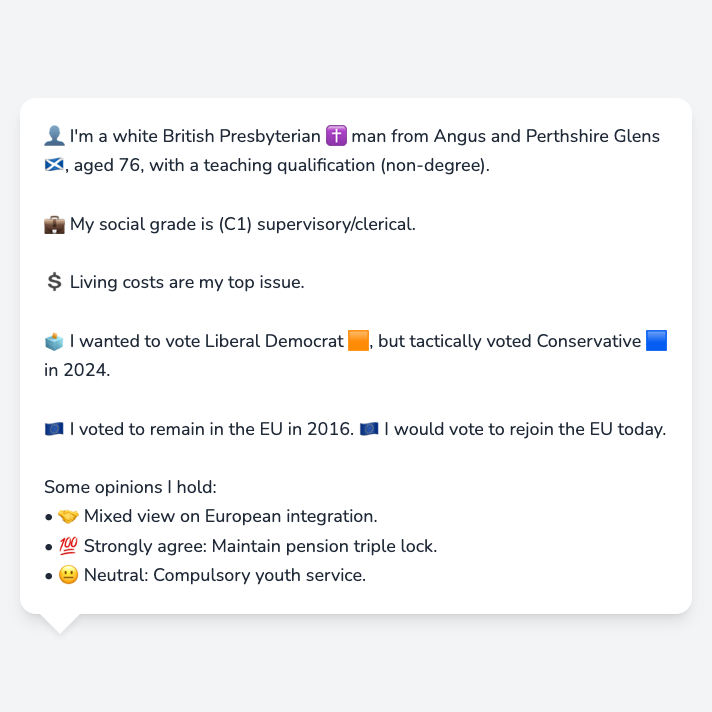 👤 I'm a white British Presbyterian ✝️ man from Angus and Perthshire Glens
🏴󠁧󠁢󠁳󠁣󠁴󠁿, aged 76, with a teaching qualification (non-degree).
💼 My social grade is (C1) supervisory/clerical.
💲 Living costs are my top issue.
🗳️ I wanted to vote Liberal Democrat 🟧, but tactically voted Conservative 🟦
in 2024.
🇪🇺 I voted to remain in the EU in 2016. 🇪🇺 I would vote to rejoin the EU today.
Some opinions I hold:
• 🤝 Mixed view on European integration.
• 💯 Strongly agree: Maintain pension triple lock.
• 😐 Neutral: Compulsory youth service.